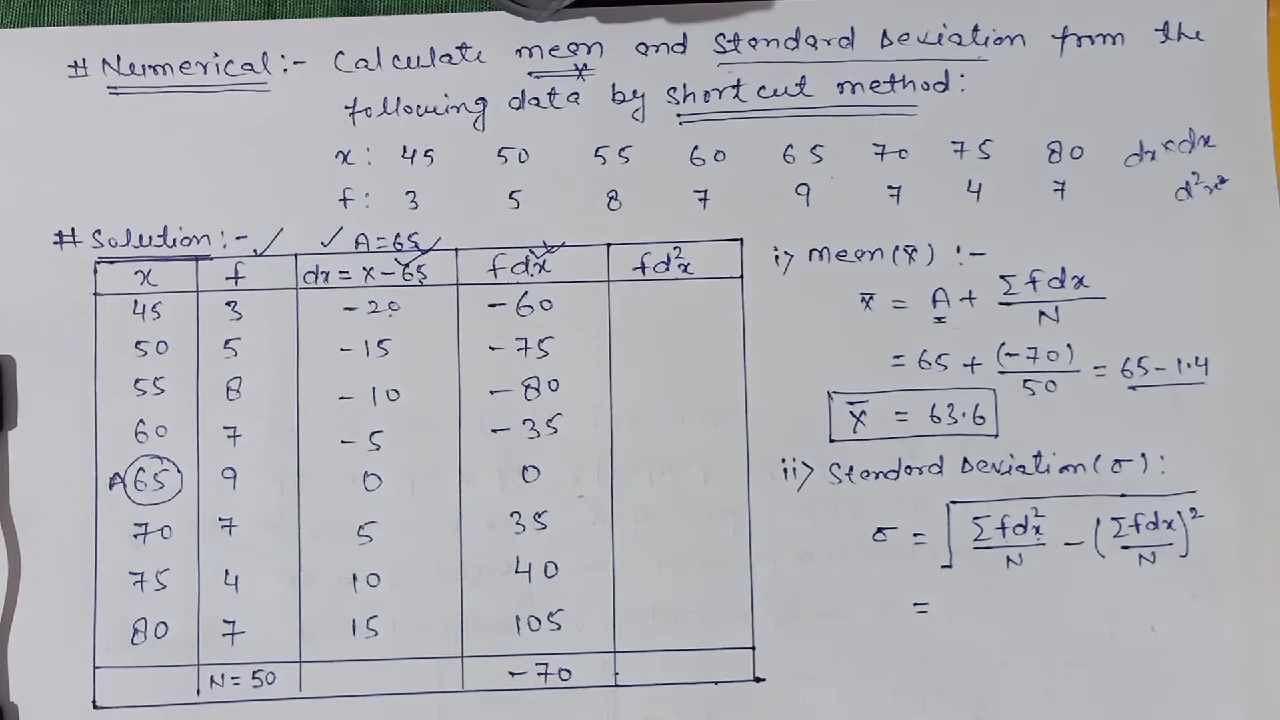 # Numerical:- Calculate mean and Standard Deviation from the
following data by short cut method:
x: 45 50 55 60 65 70 75 80 dx×dx
f: 3 5 8 7 9 7 4 7 d²x
# Solution:- ✓ ✓ A=65 ✓
x f dx = x-65 fdx fd²x
45 3 -20 -60
50 5 -15 -75
55 8 -10 -80
60 7 -5 -35
A 65 9 0 0
70 7 5 35
75 4 10 40
80 7 15 105
N=50 -70
i) Mean (x̄) :-
x̄ = A + Σfdx/N
= 65 + (-70)/50 = 65-1.4
x̄ = 63.6
ii) Standard Deviation (σ):
σ = √(Σfd²x/N - (Σfdx/N)²)
=